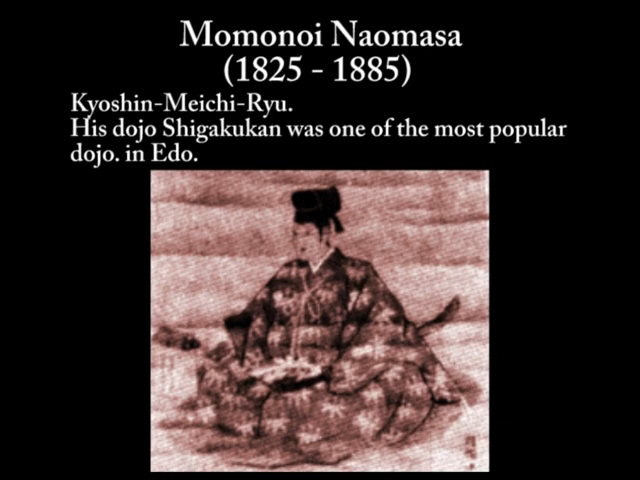 Momonoi Naomasa
(1825 - 1885)
Kyoshin-Meichi-Ryu.
His dojo Shigakukan was one of the most popular
dojo. in Edo.